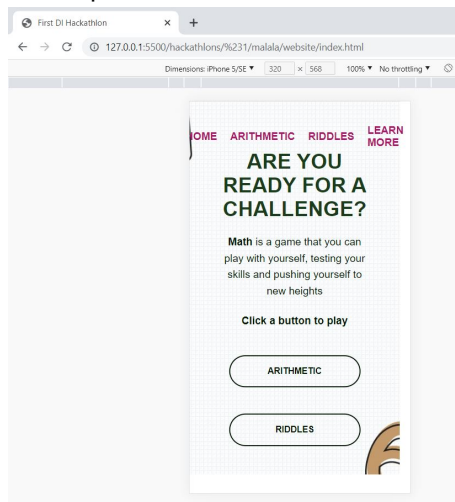 First DI Hackathlon
127.0.0.1:5500/hackathlons/%231/malala/website/index.html
Dimensions: iPhone 5/SE ▼ 320 × 568 100% ▼ No throttling ▼
HOME ARITHMETIC RIDDLES LEARN MORE
ARE YOU
READY FOR A
CHALLENGE?
Math is a game that you can
play with yourself, testing your
skills and pushing yourself to
new heights
Click a button to play
ARITHMETIC
RIDDLES